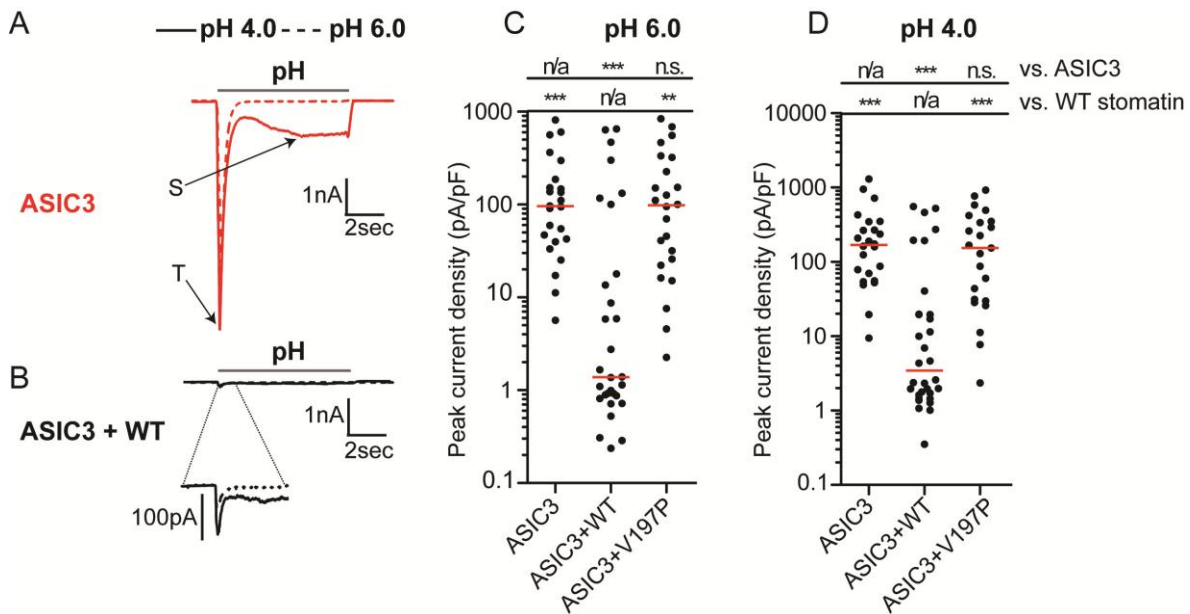 A
pH 4.0 pH 6.0
pH
S
ASIC3
1nA
2sec
T
B
pH
ASIC3 + WT
1nA
2sec
100pA
C
pH 6.0
n/a *** n.s.
*** n/a **
Peak current density (pA/pF)
1000
100
10
1
0.1
ASIC3
ASIC3+WT
ASIC3+V197P
D
pH 4.0
n/a *** n.s. vs. ASIC3
*** n/a *** vs. WT stomatin
Peak current density (pA/pF)
10000
1000
100
10
1
0.1
ASIC3
ASIC3+WT
ASIC3+V197P